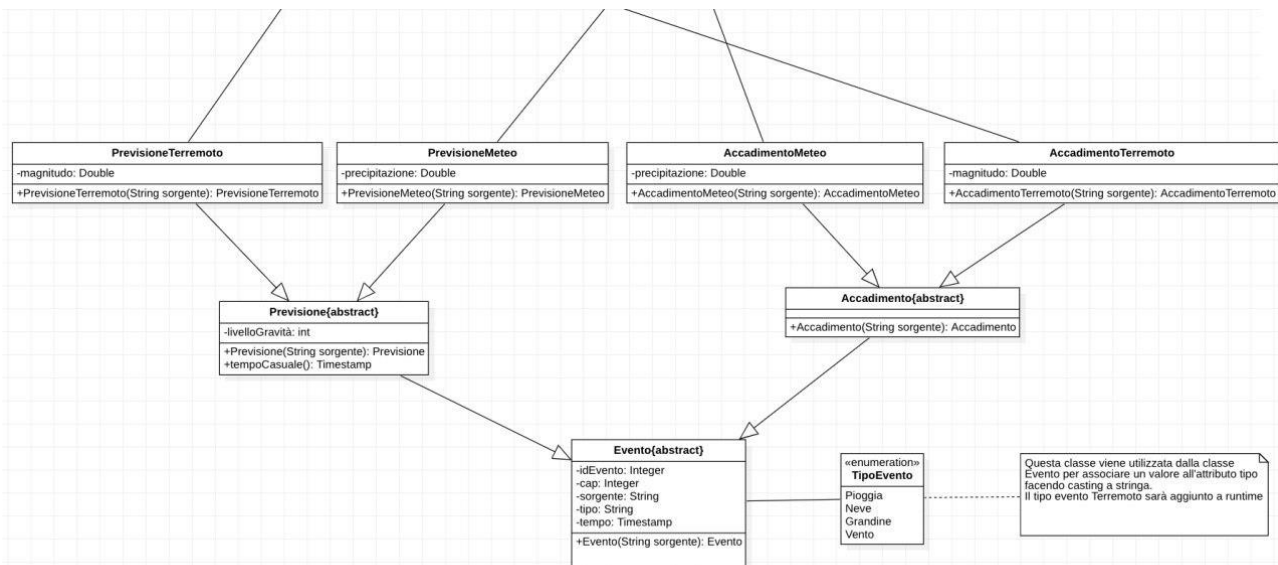 PrevisioneTerremoto
-magnitudo: Double
+PrevisioneTerremoto(String sorgente): PrevisioneTerremoto
PrevisioneMeteo
-precipitazione: Double
+PrevisioneMeteo(String sorgente): PrevisioneMeteo
AccadimentoMeteo
-precipitazione: Double
+AccadimentoMeteo(String sorgente): AccadimentoMeteo
AccadimentoTerremoto
-magnitudo: Double
+AccadimentoTerremoto(String sorgente): AccadimentoTerremoto
Previsione{abstract}
-livelloGravità: int
+Previsione(String sorgente): Previsione
+tempoCasuale(): Timestamp
Accadimento{abstract}
+Accadimento(String sorgente): Accadimento
Evento{abstract}
-idEvento: Integer
-cap: Integer
-sorgente: String
-tipo: String
-tempo: Timestamp
+Evento(String sorgente): Evento
«enumeration»
TipoEvento
Pioggia
Neve
Grandine
Vento
Questa classe viene utilizzata dalla classe
Evento per associare un valore all'attributo tipo
facendo casting a stringa.
Il tipo evento Terremoto sarà aggiunto a runtime